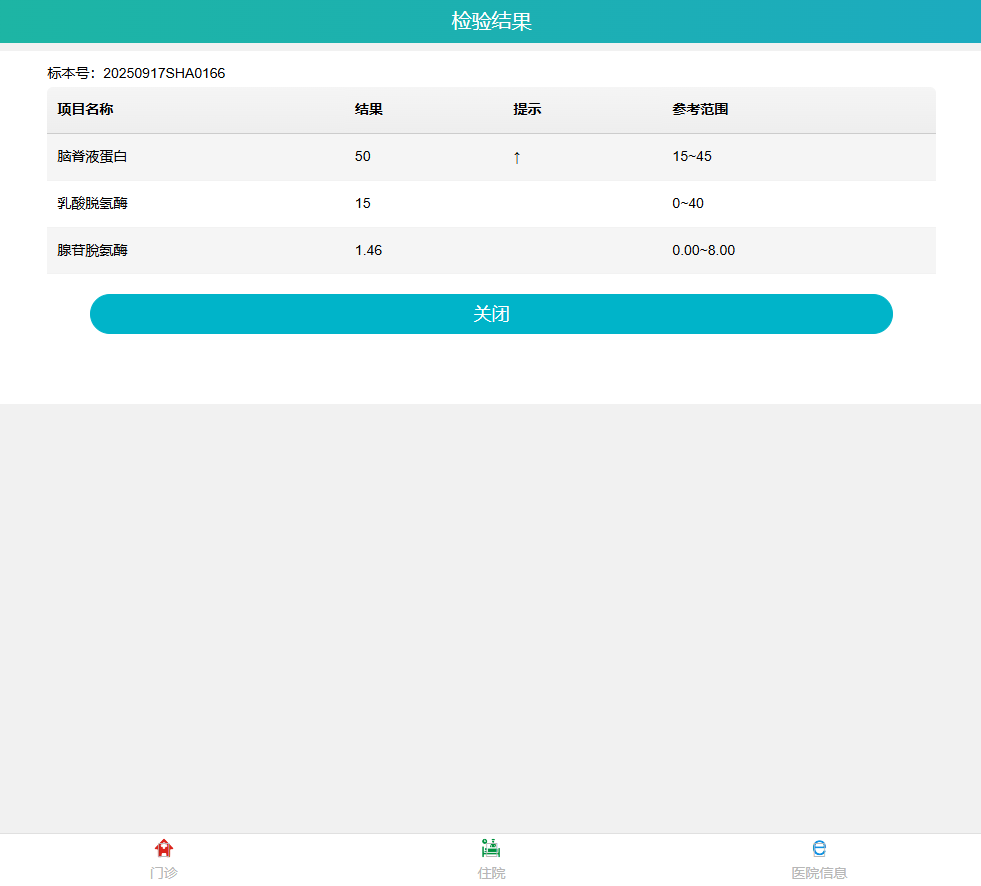 检验结果
标本号：20250917SHA0166
项目名称 结果 提示 参考范围
脑脊液蛋白 50 ↑ 15~45
乳酸脱氢酶 15 0~40
腺苷脱氨酶 1.46 0.00~8.00
关闭
门诊 住院 医院信息